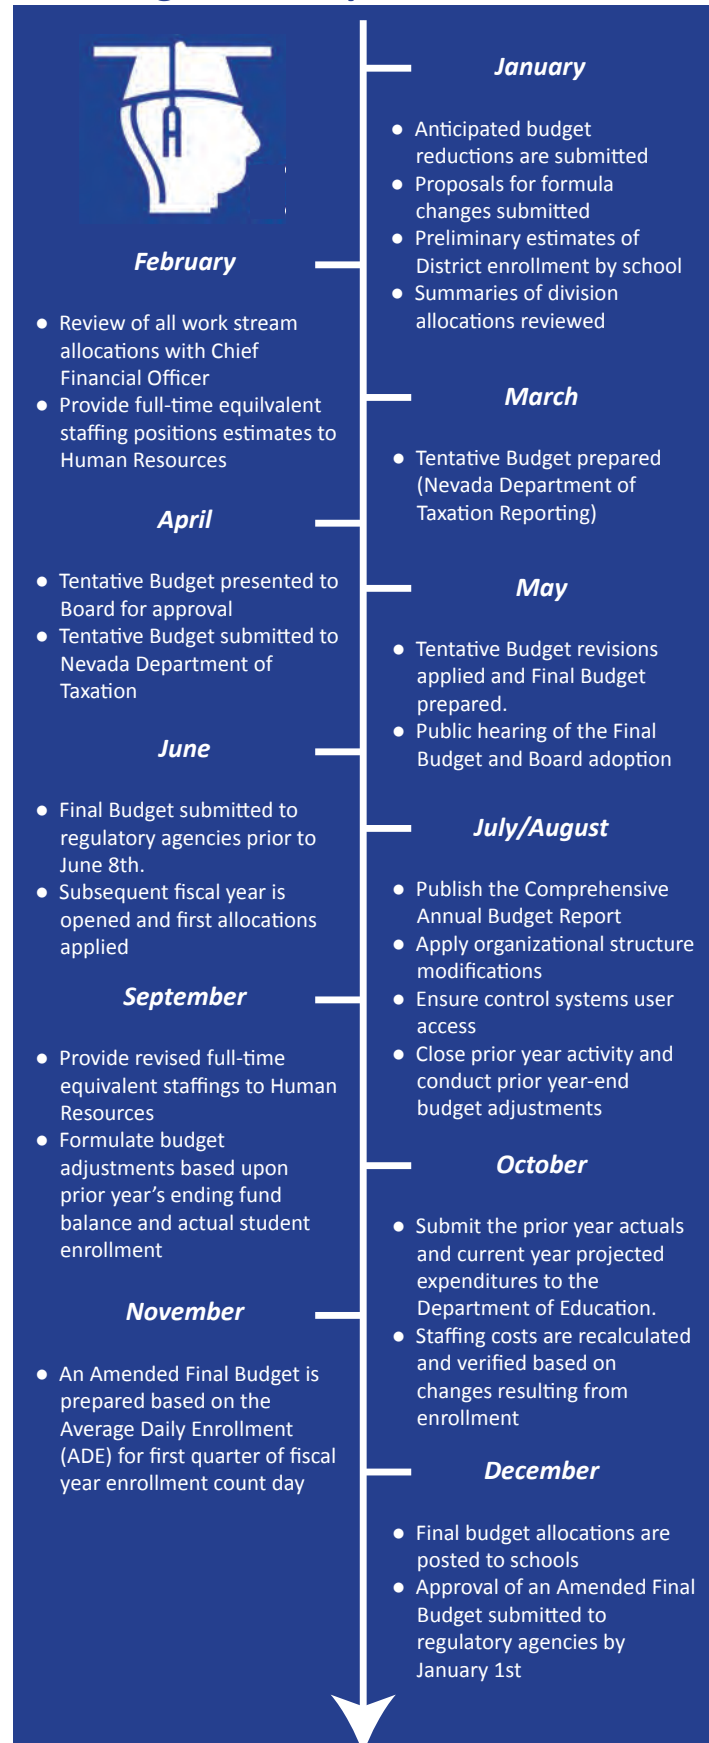 January
● Anticipated budget
reductions are submitted
● Proposals for formula
changes submitted
● Preliminary estimates of
District enrollment by school
● Summaries of division
allocations reviewed
February
● Review of all work stream
allocations with Chief
Financial Officer
● Provide full-time equilvalent
staffing positions estimates to
Human Resources
March
● Tentative Budget prepared
(Nevada Department of
Taxation Reporting)
April
● Tentative Budget presented to
Board for approval
● Tentative Budget submitted to
Nevada Department of
Taxation
May
● Tentative Budget revisions
applied and Final Budget
prepared.
● Public hearing of the Final
Budget and Board adoption
June
● Final Budget submitted to
regulatory agencies prior to
June 8th.
● Subsequent fiscal year is
opened and first allocations
applied
July/August
● Publish the Comprehensive
Annual Budget Report
● Apply organizational structure
modifications
● Ensure control systems user
access
● Close prior year activity and
conduct prior year-end
budget adjustments
September
● Provide revised full-time
equivalent staffings to Human
Resources
● Formulate budget
adjustments based upon
prior year’s ending fund
balance and actual student
enrollment
October
● Submit the prior year actuals
and current year projected
expenditures to the
Department of Education.
● Staffing costs are recalculated
and verified based on
changes resulting from
enrollment
November
● An Amended Final Budget is
prepared based on the
Average Daily Enrollment
(ADE) for first quarter of fiscal
year enrollment count day
December
● Final budget allocations are
posted to schools
● Approval of an Amended Final
Budget submitted to
regulatory agencies by
January 1st